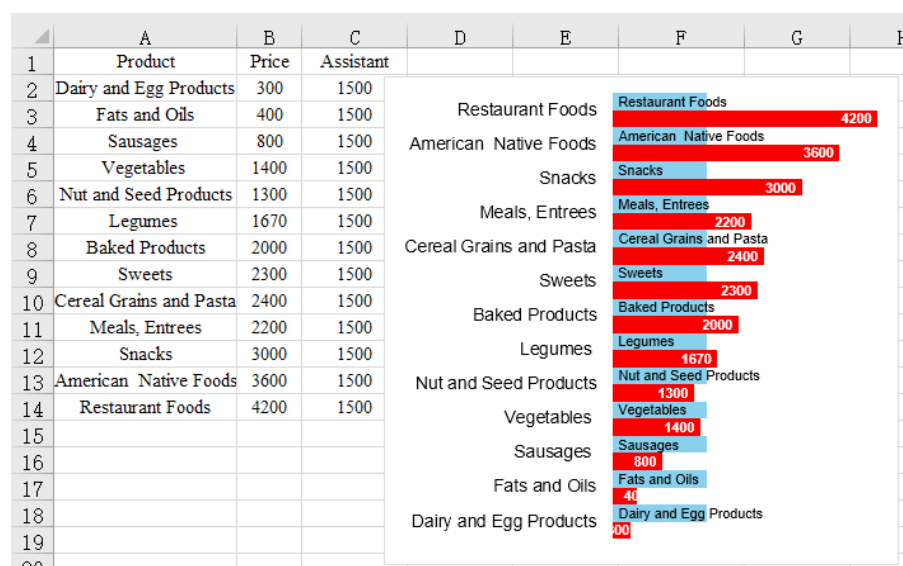 A B C D E F G H
1 Product Price Assistant
2 Dairy and Egg Products 300 1500
3 Fats and Oils 400 1500
4 Sausages 800 1500
5 Vegetables 1400 1500
6 Nut and Seed Products 1300 1500
7 Legumes 1670 1500
8 Baked Products 2000 1500
9 Sweets 2300 1500
10 Cereal Grains and Pasta 2400 1500
11 Meals, Entrees 2200 1500
12 Snacks 3000 1500
13 American  Native Foods 3600 1500
14 Restaurant Foods 4200 1500
15
16
17
18
19
Restaurant Foods Restaurant Foods
4200
American  Native Foods American  Native Foods
3600
Snacks Snacks
3000
Meals, Entrees Meals, Entrees
2200
Cereal Grains and Pasta Cereal Grains and Pasta
2400
Sweets Sweets
2300
Baked Products Baked Products
2000
Legumes Legumes
1670
Nut and Seed Products Nut and Seed Products
1300
Vegetables Vegetables
1400
Sausages Sausages
800
Fats and Oils Fats and Oils
40
Dairy and Egg Products Dairy and Egg Products
00